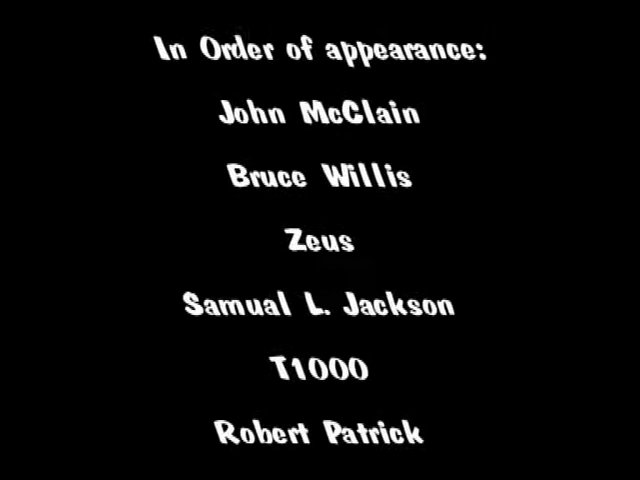 In Order of appearance:
John McClain
Bruce Willis
Zeus
Samual L. Jackson
T1000
Robert Patrick